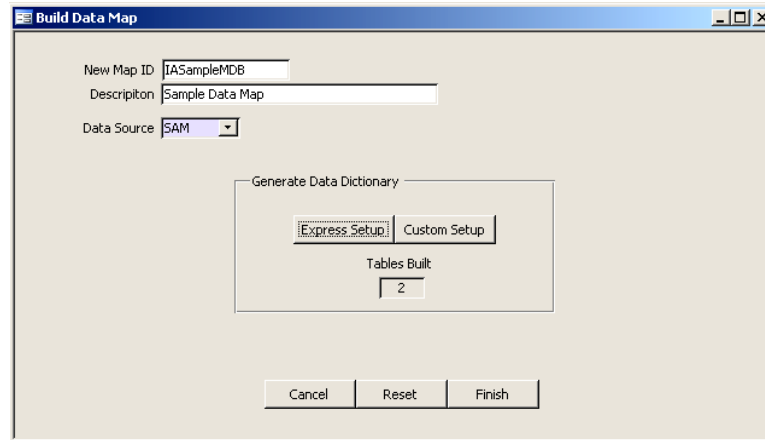 Build Data Map
New Map ID IASampleMDB
Descripiton Sample Data Map
Data Source SAM
Generate Data Dictionary
Express Setup Custom Setup
Tables Built
2
Cancel Reset Finish